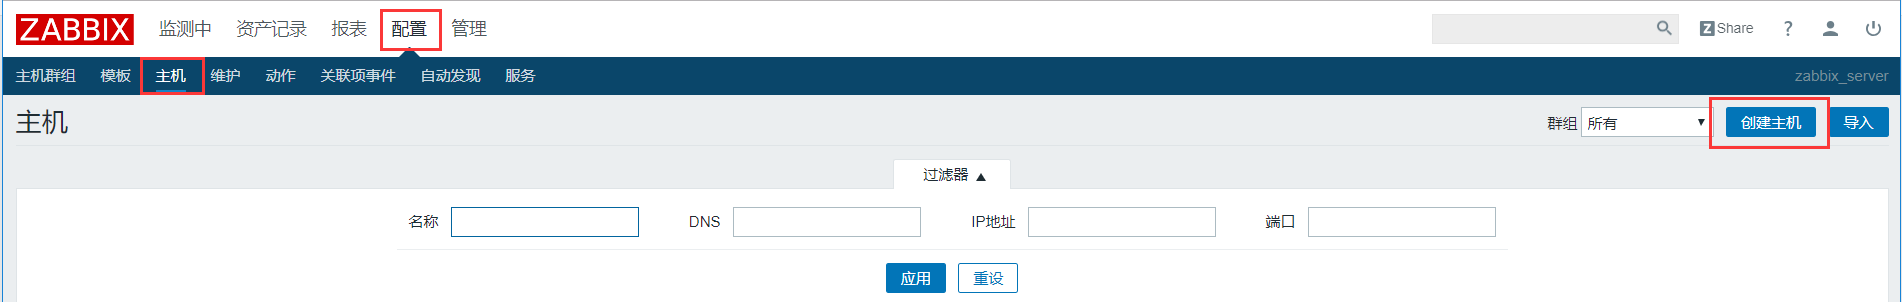 ZABBIX 监测中 资产记录 报表 配置 管理 Z Share ?
主机群组 模板 主机 维护 动作 关联项事件 自动发现 服务 zabbix_server
主机 群组 所有 创建主机 导入
过滤器 ▲
名称 DNS IP地址 端口
应用 重设